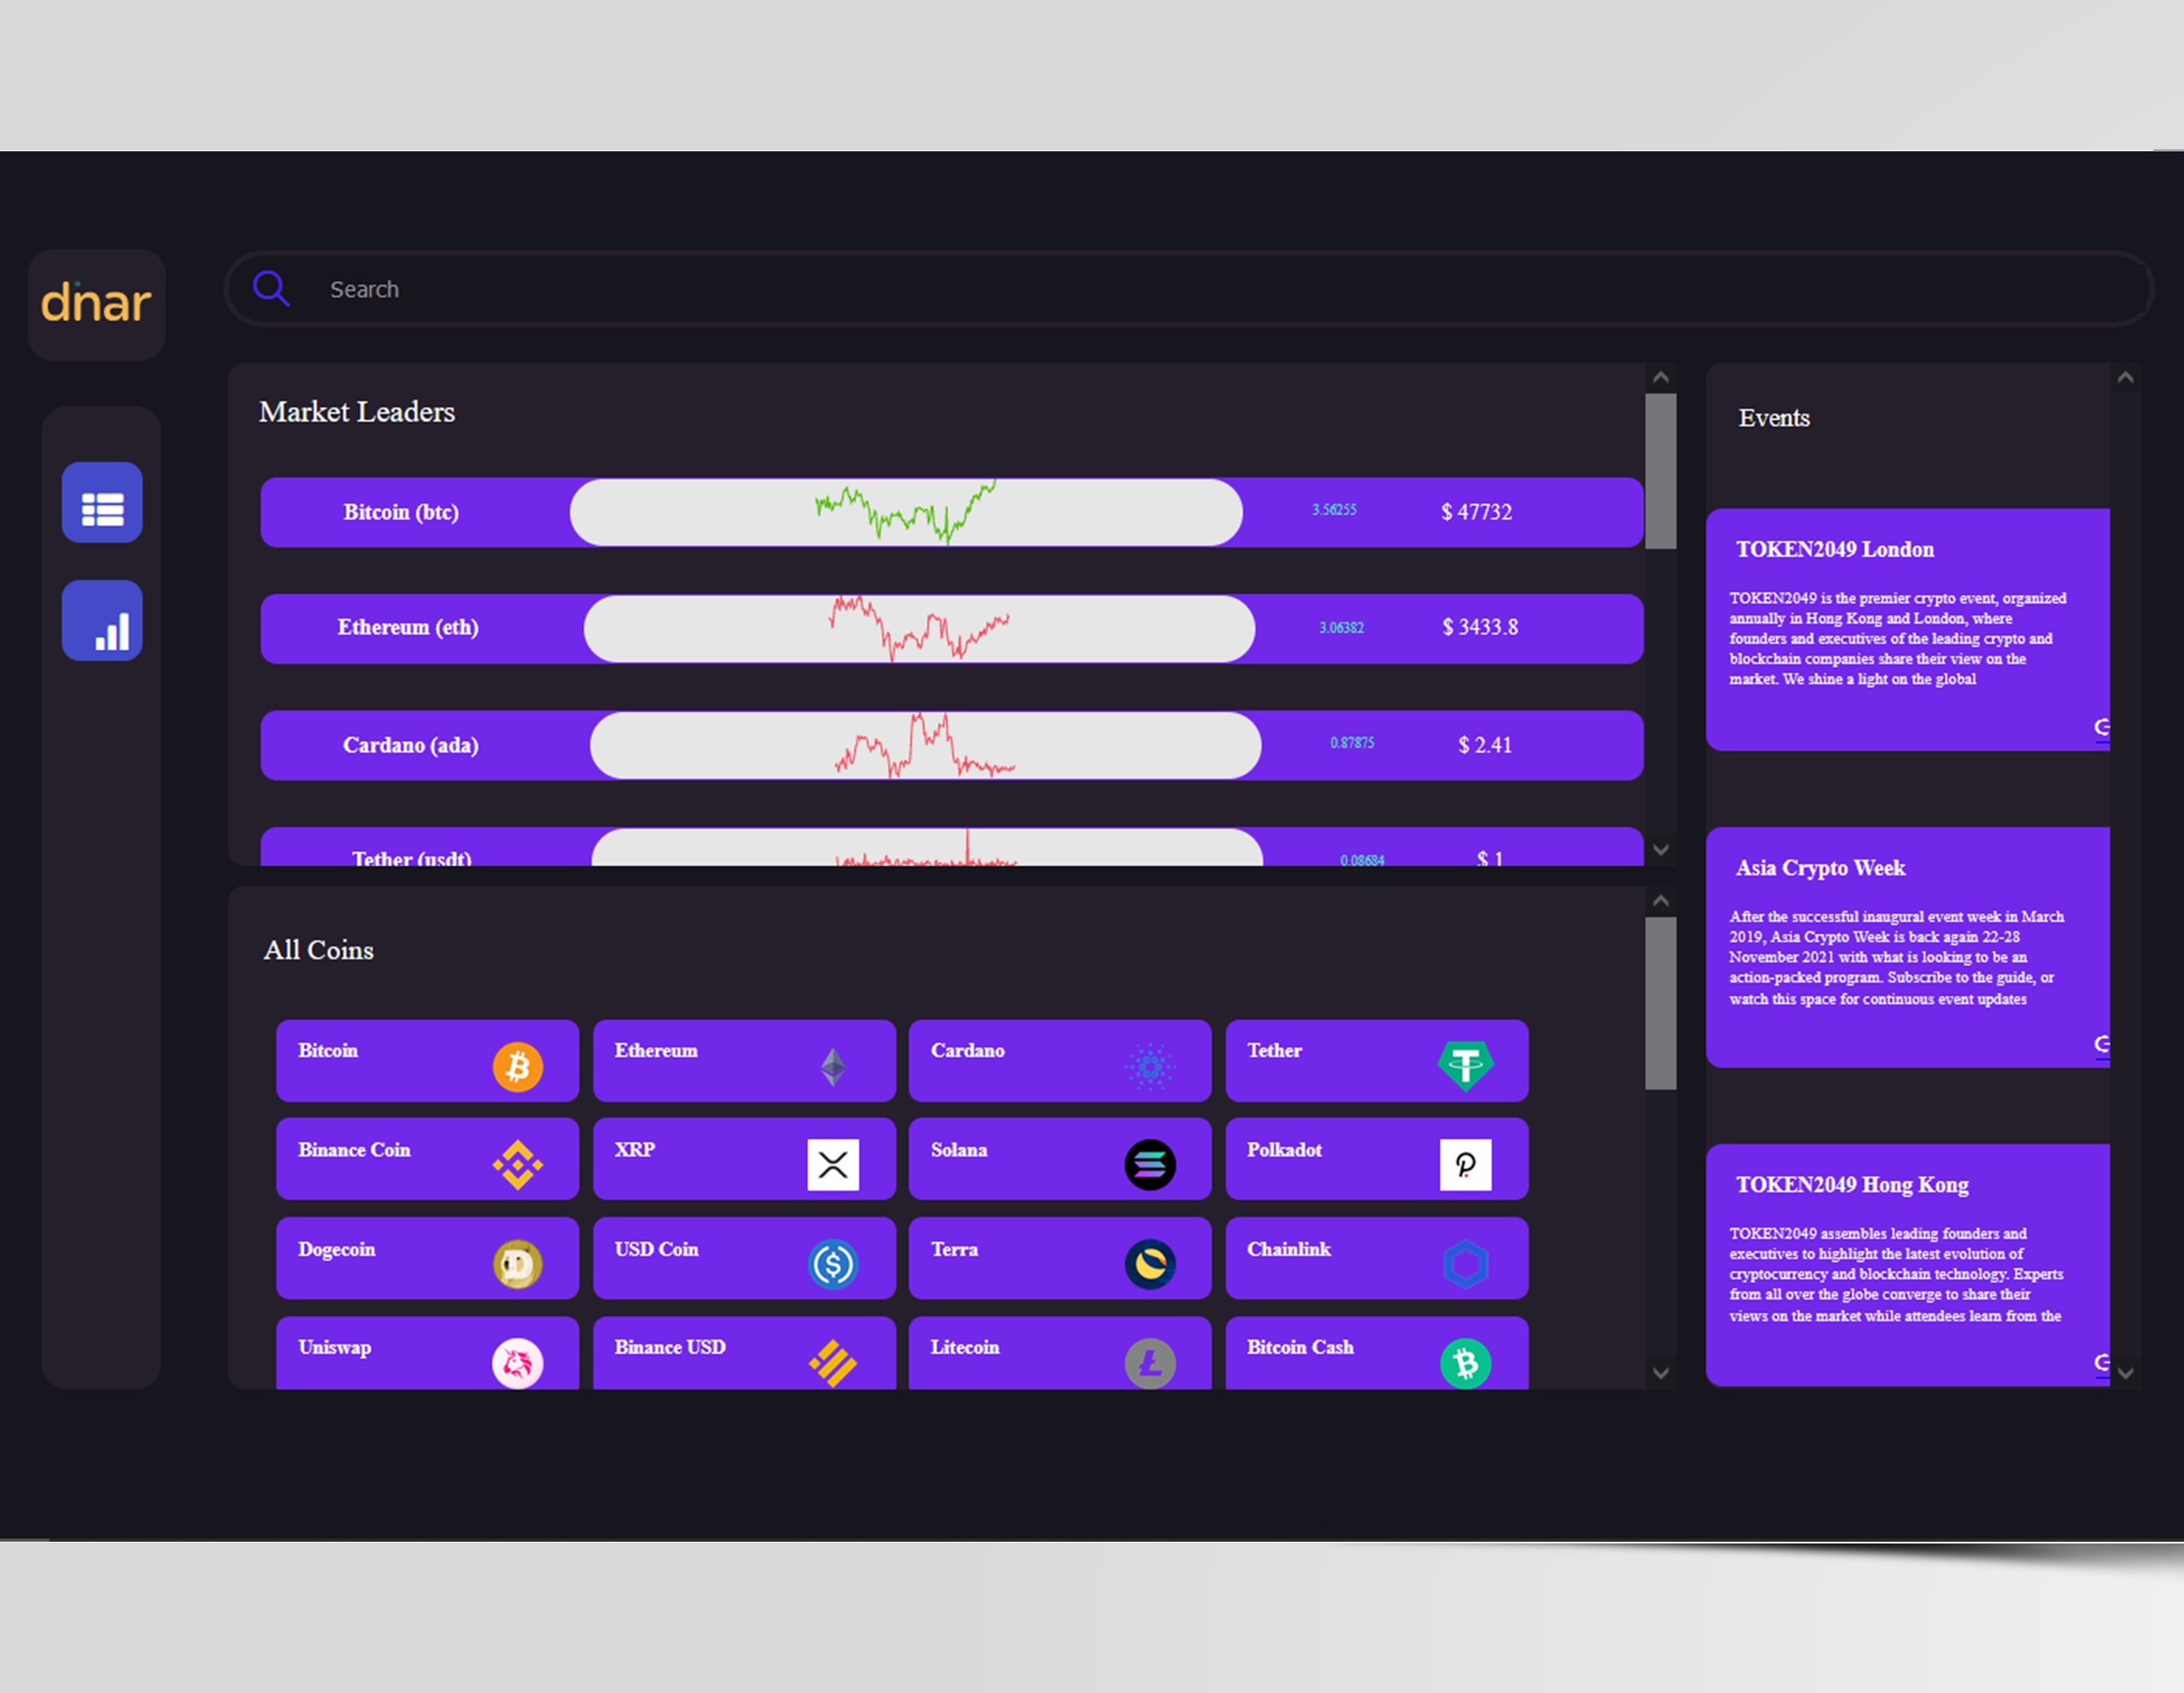 dinar
Search
Market Leaders
Bitcoin (btc)
3.56255
$ 47732
Ethereum (eth)
3.06382
$ 3433.8
Cardano (ada)
0.87875
$ 2.41
Tether (usdt)
0.08684
$ 1
All Coins
Bitcoin
Ethereum
Cardano
Tether
Binance Coin
XRP
Solana
Polkadot
Dogecoin
USD Coin
Terra
Chainlink
Uniswap
Binance USD
Litecoin
Bitcoin Cash
Events
TOKEN2049 London
TOKEN2049 is the premier crypto event, organized
annually in Hong Kong and London, where
founders and executives of the leading crypto and
blockchain companies share their view on the
market. We shine a light on the global
Asia Crypto Week
After the successful inaugural event week in March
2019, Asia Crypto Week is back again 22-28
November 2021 with what is looking to be an
action-packed program. Subscribe to the guide, or
watch this space for continuous event updates
TOKEN2049 Hong Kong
TOKEN2049 assembles leading founders and
executives to highlight the latest evolution of
cryptocurrency and blockchain technology. Experts
from all over the globe converge to share their
views on the market while attendees learn from the